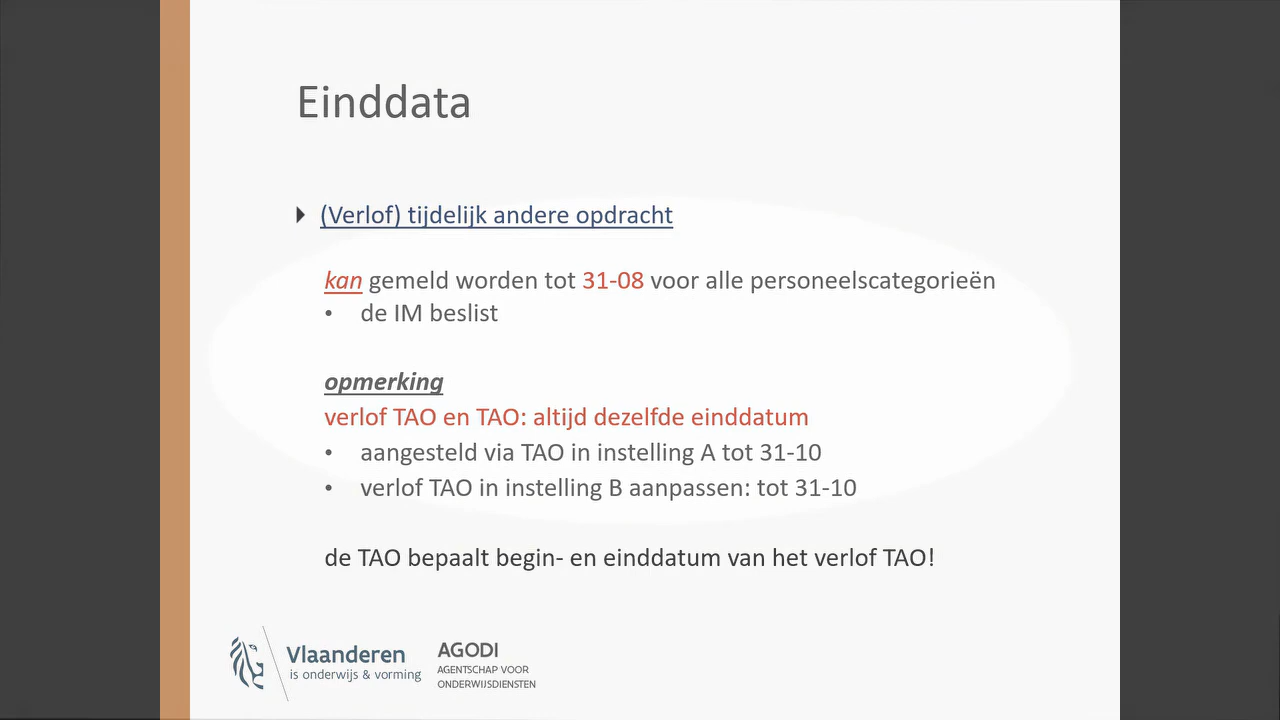 Einddata
(Verlof) tijdelijk andere opdracht
kan gemeld worden tot 31-08 voor alle personeelscategorieën
• de IM beslist
opmerking
verlof TAO en TAO: altijd dezelfde einddatum
• aangesteld via TAO in instelling A tot 31-10
• verlof TAO in instelling B aanpassen: tot 31-10
de TAO bepaalt begin- en einddatum van het verlof TAO!
Vlaanderen
is onderwijs & vorming
AGODI
AGENTSCHAP VOOR
ONDERWIJSDIENSTEN